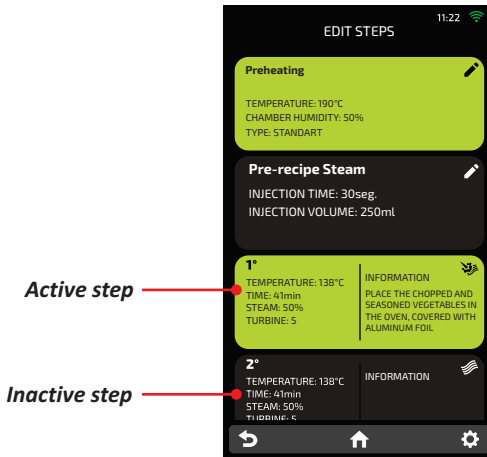 11:22
EDIT STEPS
Preheating
TEMPERATURE: 190°C
CHAMBER HUMIDITY: 50%
TYPE: STANDART
Pre-recipe Steam
INJECTION TIME: 30seg.
INJECTION VOLUME: 250ml
1°
TEMPERATURE: 138°C
TIME: 41min
STEAM: 50%
TURBINE: 5
INFORMATION
PLACE THE CHOPPED AND
SEASONED VEGETABLES IN
THE OVEN, COVERED WITH
ALUMINUM FOIL
Active step
2°
TEMPERATURE: 138°C
TIME: 41min
STEAM: 50%
TURBINE: 5
INFORMATION
Inactive step